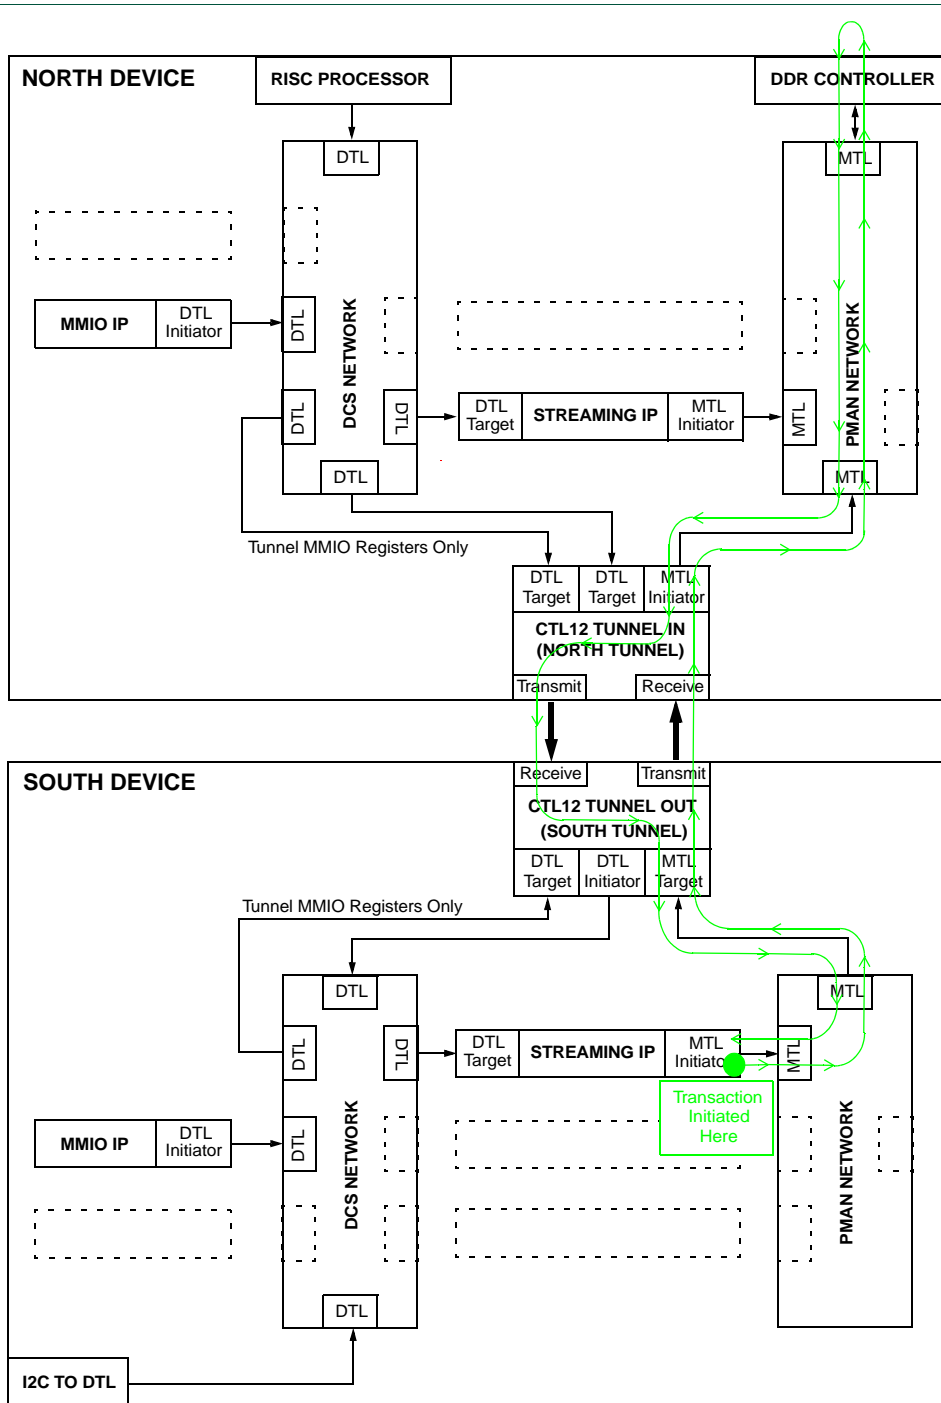 NORTH DEVICE
RISC PROCESSOR
DDR CONTROLLER
DTL
MTL
MMIO IP
DTL
Initiator
DTL
DCS NETWORK
PMAN NETWORK
DTL
DTL
DTL
Target
STREAMING IP
MTL
Initiator
MTL
DTL
MTL
Tunnel MMIO Registers Only
DTL
Target
DTL
Target
MTL
Initiator
CTL12 TUNNEL IN
(NORTH TUNNEL)
Transmit
Receive
SOUTH DEVICE
Receive
Transmit
CTL12 TUNNEL OUT
(SOUTH TUNNEL)
DTL
Target
DTL
Initiator
MTL
Target
Tunnel MMIO Registers Only
DTL
MTL
DTL
DTL
DTL
Target
STREAMING IP
MTL
Initiator
MTL
Transaction
Initiated
Here
MMIO IP
DTL
Initiator
DTL
DCS NETWORK
PMAN NETWORK
DTL
I2C TO DTL